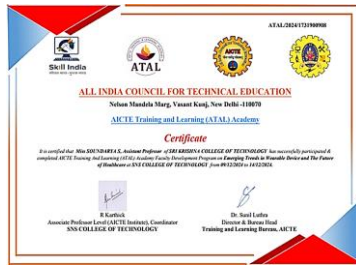 ATAL/2024/1731900988
Skill India
ATAL
AICTE
ALL INDIA COUNCIL FOR TECHNICAL EDUCATION
Nelson Mandela Marg, Vasant Kunj, New Delhi -110070
AICTE Training and Learning (ATAL) Academy
Certificate
It is certified that Miss SOUNDARYA S, Assistant Professor of SRI KRISHNA COLLEGE OF TECHNOLOGY has successfully participated &
completed AICTE Training And Learning (ATAL) Academy Faculty Development Program on Emerging Trends in Wearable Device and The Future
of Healthcare at SNS COLLEGE OF TECHNOLOGY from 09/12/2024 to 14/12/2024.
R Kartheek
Dr. Sunil Luthra
Associate Professor Level (AICTE Institute), Coordinator
Director & Bureau Head
SNS COLLEGE OF TECHNOLOGY
Training and Learning Bureau, AICTE